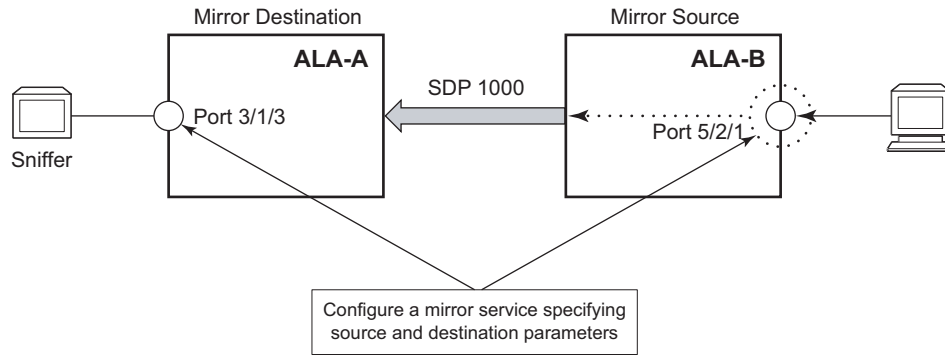 Mirror Destination
Mirror Source
ALA-A
ALA-B
SDP 1000
Port 3/1/3
Port 5/2/1
Sniffer
Configure a mirror service specifying
source and destination parameters